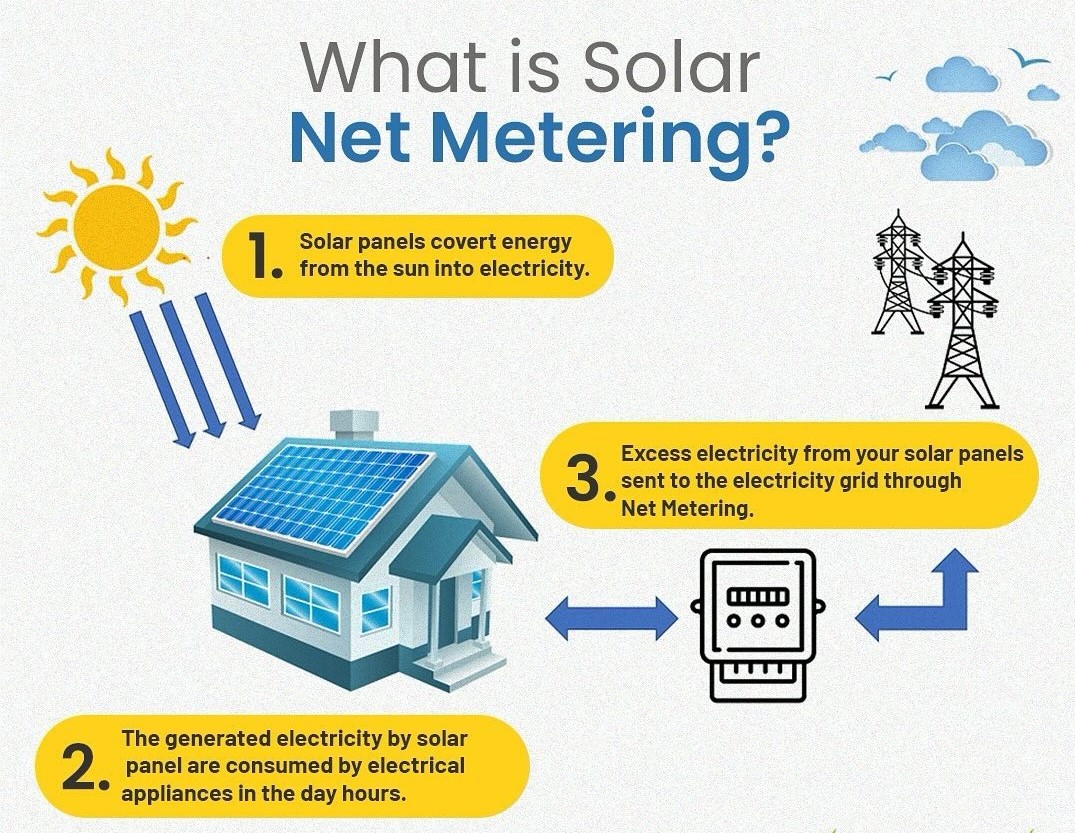 What is Solar
Net Metering?
1. Solar panels covert energy
from the sun into electricity.
3. Excess electricity from your solar panels
sent to the electricity grid through
Net Metering.
2. The generated electricity by solar
panel are consumed by electrical
appliances in the day hours.